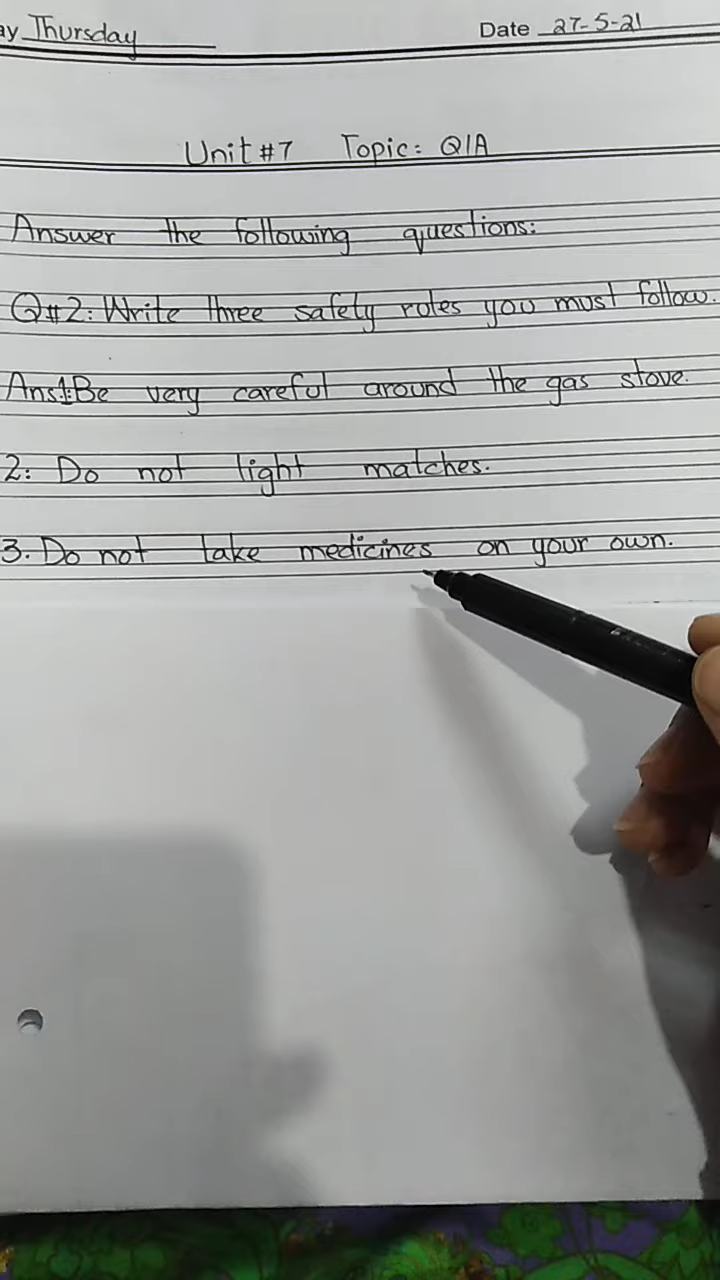 ay Thursday Date 27-5-21
Unit #7 Topic: Q1A
Answer the following questions:
Q#2: Write three safety rules you must follow.
Ans1: Be very careful around the gas stove.
2: Do not light matches.
3. Do not take medicines on your own.